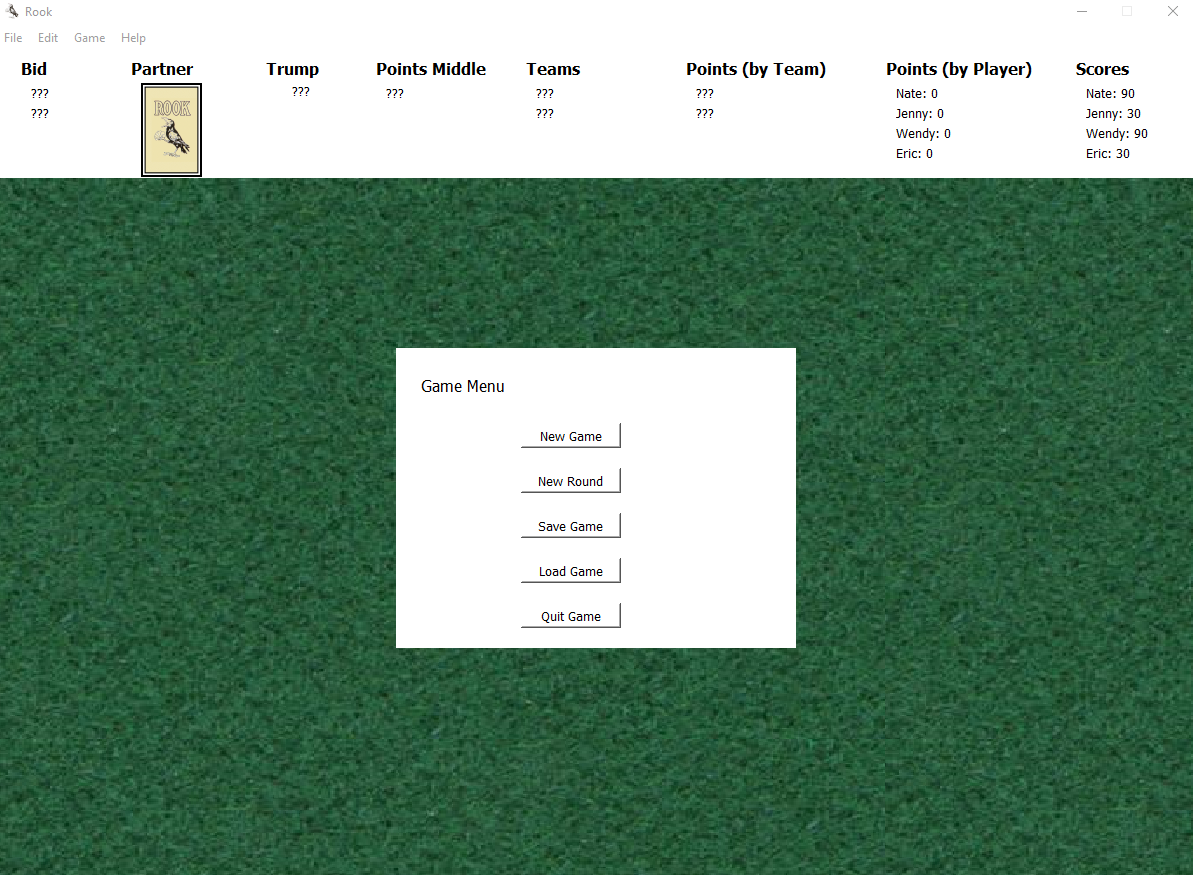 Rook
File Edit Game Help
Bid Partner Trump Points Middle Teams Points (by Team) Points (by Player) Scores
??? ROOK ??? ??? ??? ??? Nate: 0 Nate: 90
??? ??? ??? Jenny: 0 Jenny: 30
Wendy: 0 Wendy: 90
Eric: 0 Eric: 30
Game Menu
New Game
New Round
Save Game
Load Game
Quit Game